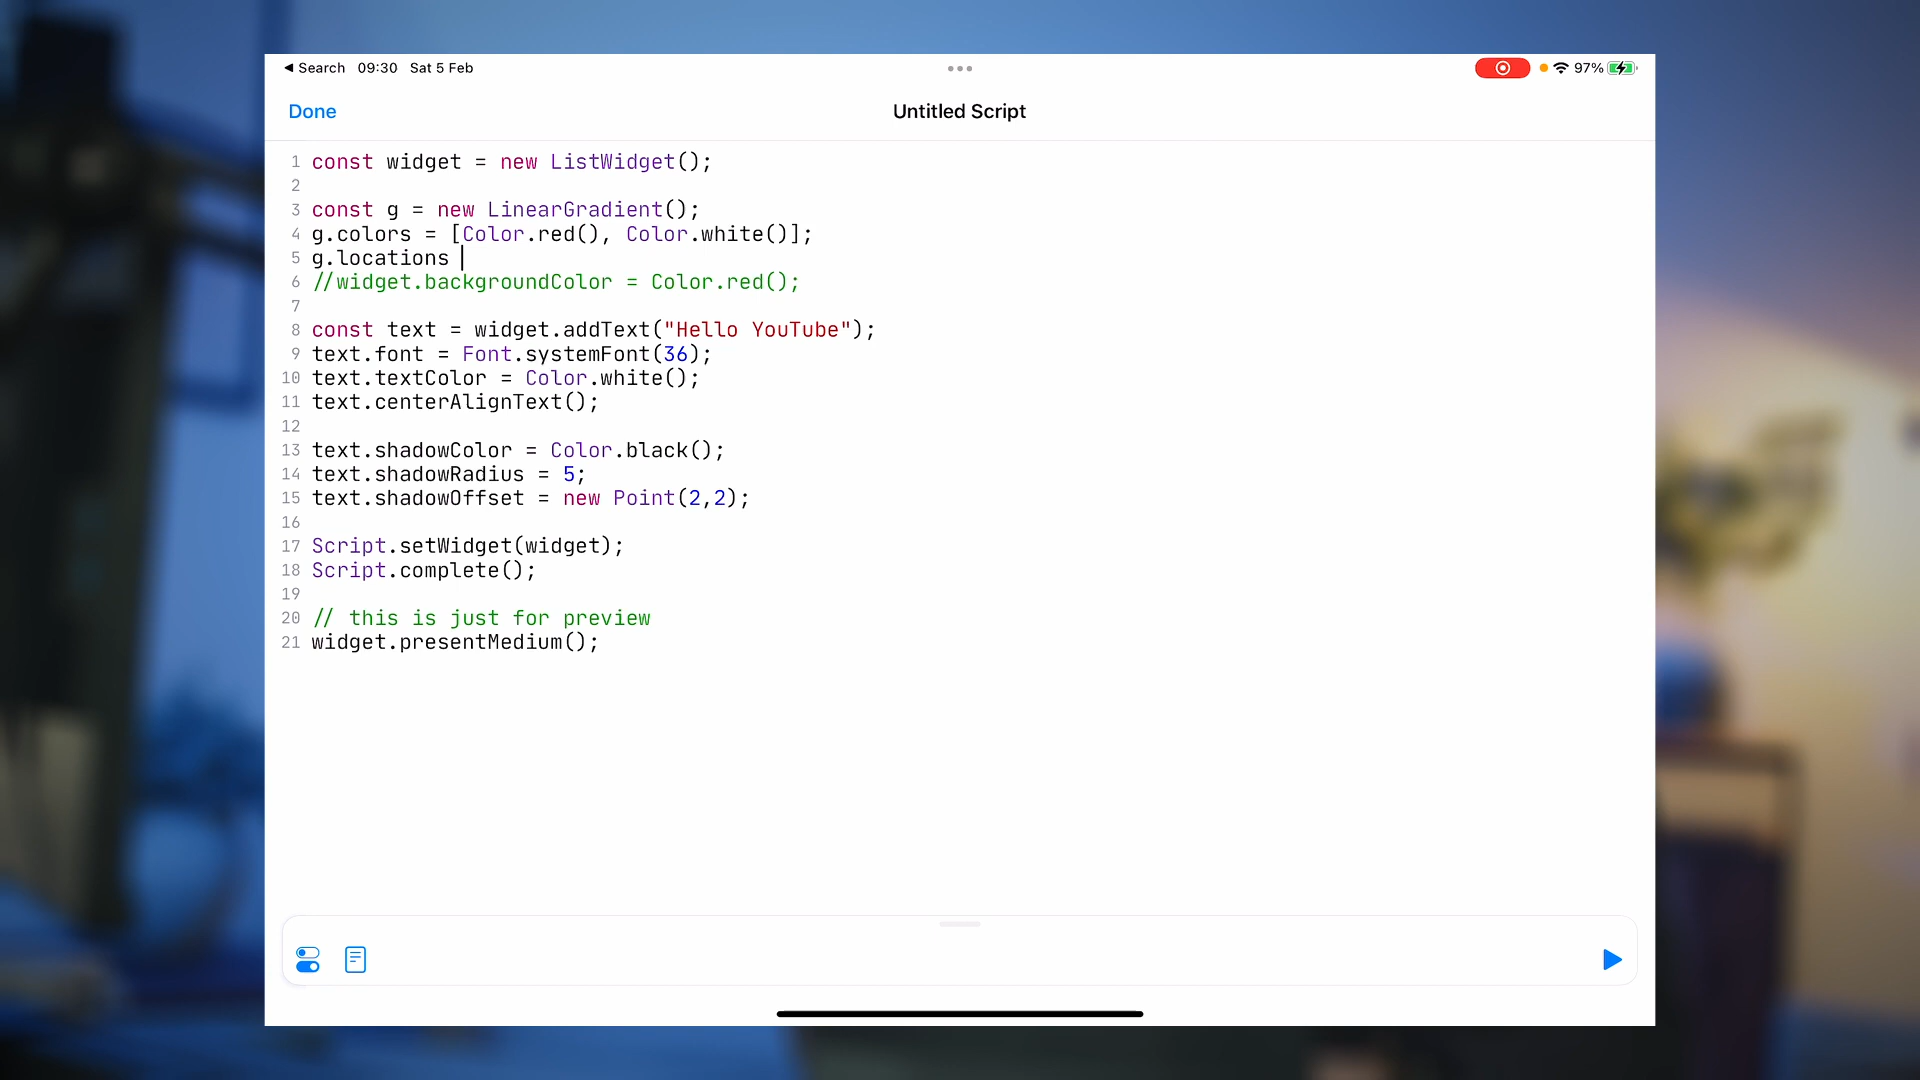 Search 09:30 Sat 5 Feb 97%
Done Untitled Script
1 const widget = new ListWidget();
2
3 const g = new LinearGradient();
4 g.colors = [Color.red(), Color.white()];
5 g.locations
6 //widget.backgroundColor = Color.red();
7
8 const text = widget.addText("Hello YouTube");
9 text.font = Font.systemFont(36);
10 text.textColor = Color.white();
11 text.centerAlignText();
12
13 text.shadowColor = Color.black();
14 text.shadowRadius = 5;
15 text.shadowOffset = new Point(2,2);
16
17 Script.setWidget(widget);
18 Script.complete();
19
20 // this is just for preview
21 widget.presentMedium();